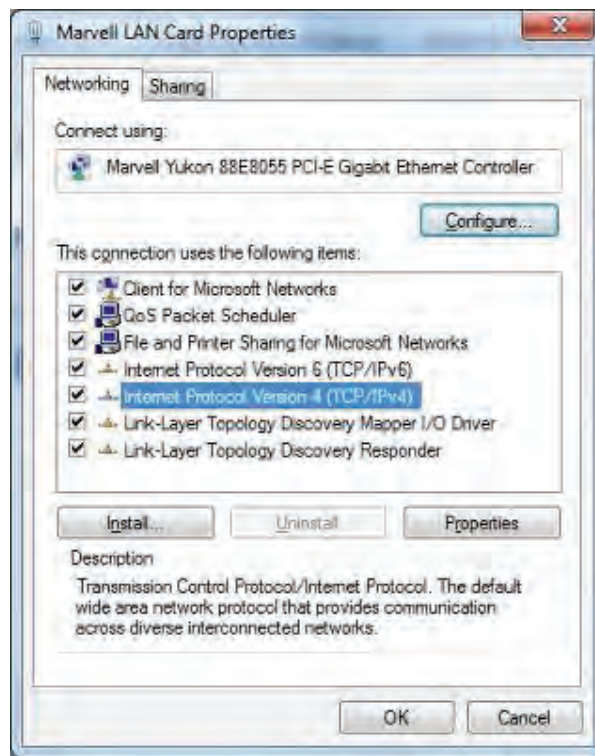 Marvell LAN Card Properties
Networking
Sharing
Connect using:
Marvell Yukon 88E8055 PCI-E Gigabit Ethernet Controller
Configure...
This connection uses the following items:
Client for Microsoft Networks
QoS Packet Scheduler
File and Printer Sharing for Microsoft Networks
Internet Protocol Version 6 (TCP/IPv6)
Internet Protocol Version 4 (TCP/IPv4)
Link-Layer Topology Discovery Mapper I/O Driver
Link-Layer Topology Discovery Responder
Install...
Uninstall
Properties
Description
Transmission Control Protocol/Internet Protocol. The default
wide area network protocol that provides communication
across diverse interconnected networks.
OK
Cancel